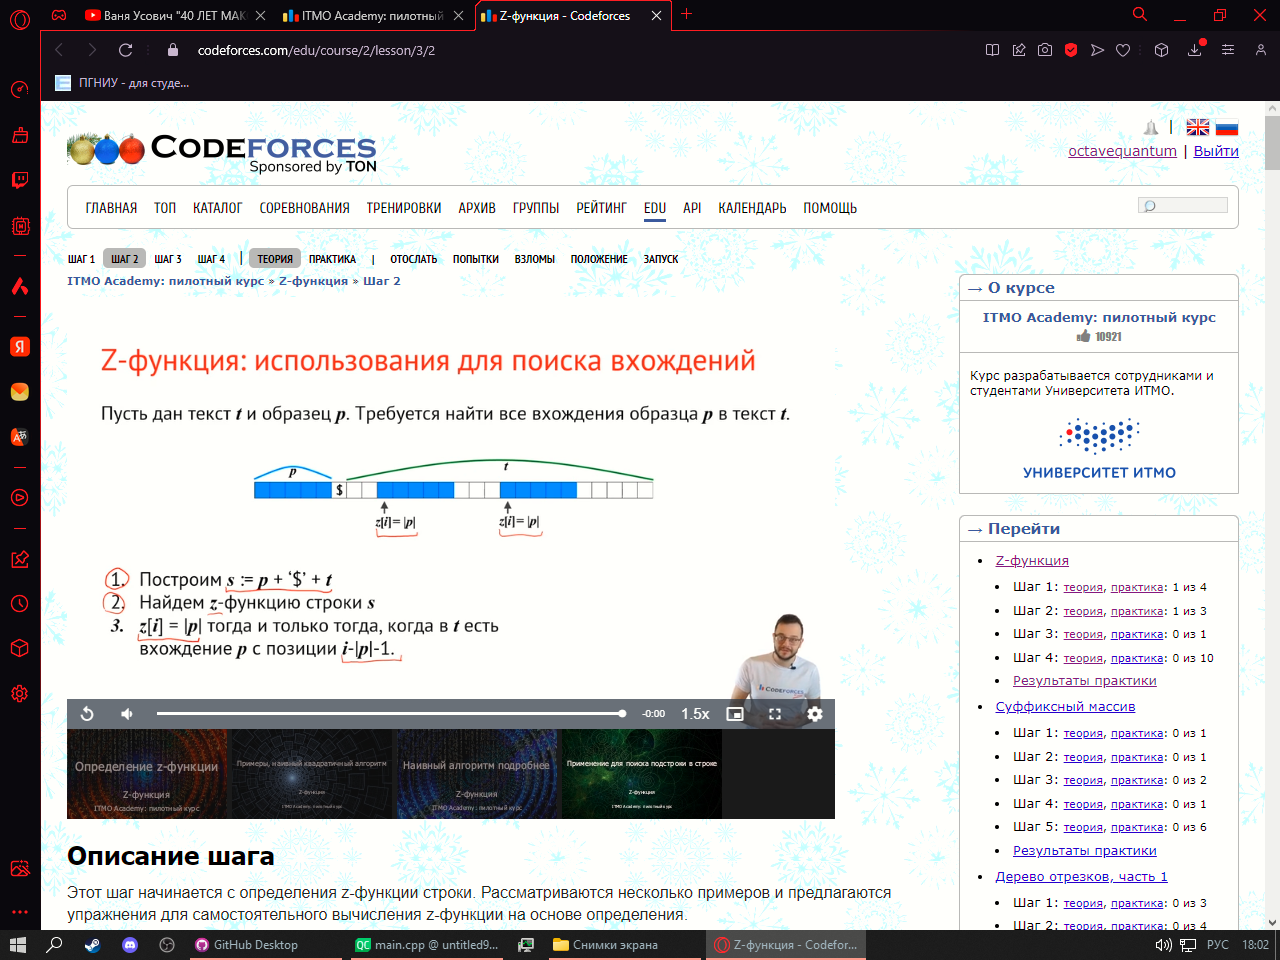 Ваня Усович "40 ЛЕТ МАК
ITMO Academy: пилотный
Z-функция - Codeforces
codeforces.com/edu/course/2/lesson/3/2
ПГНИУ - для студе...
CODEFORCES
Sponsored by TON
octavequantum | Выйти
ГЛАВНАЯ ТОП КАТАЛОГ СОРЕВНОВАНИЯ ТРЕНИРОВКИ АРХИВ ГРУППЫ РЕЙТИНГ EDU API КАЛЕНДАРЬ ПОМОЩЬ
ШАГ 1 ШАГ 2 ШАГ 3 ШАГ 4 | ТЕОРИЯ ПРАКТИКА | ОТОСЛАТЬ ПОПЫТКИ ВЗЛОМЫ ПОЛОЖЕНИЕ ЗАПУСК
ITMO Academy: пилотный курс » Z-функция » Шаг 2
Z-функция: использования для поиска вхождений
Пусть дан текст t и образец p. Требуется найти все вхождения образца p в текст t.
p
t
$
z[i]= |p|
z[i]= |p|
1. Построим s := p + ‘$’ + t
2. Найдем z-функцию строки s
3. z[i] = |p| тогда и только тогда, когда в t есть
вхождение p с позиции i-|p|-1.
CODEFORCES
-0:00
1.5x
Определение z-функции
Z-функция
ITMO Academy: пилотный курс
Примеры, наивный квадратичный алгоритм
Z-функция
ITMO Academy: пилотный курс
Наивный алгоритм подробнее
Z-функция
ITMO Academy: пилотный курс
Применение для поиска подстроки в строке
Z-функция
ITMO Academy: пилотный курс
Описание шага
Этот шаг начинается с определения z-функции строки. Рассматриваются несколько примеров и предлагаются
упражнения для самостоятельного вычисления z-функции на основе определения.
→ О курсе
ITMO Academy: пилотный курс
10921
Курс разрабатывается сотрудниками и
студентами Университета ИТМО.
УНИВЕРСИТЕТ ИТМО
→ Перейти
Z-функция
Шаг 1: теория, практика: 1 из 4
Шаг 2: теория, практика: 1 из 3
Шаг 3: теория, практика: 0 из 1
Шаг 4: теория, практика: 0 из 10
Результаты практики
Суффиксный массив
Шаг 1: теория, практика: 0 из 1
Шаг 2: теория, практика: 0 из 1
Шаг 3: теория, практика: 0 из 2
Шаг 4: теория, практика: 0 из 1
Шаг 5: теория, практика: 0 из 6
Результаты практики
Дерево отрезков, часть 1
Шаг 1: теория, практика: 0 из 3
Шаг 2: теория, практика: 0 из 4
GitHub Desktop
main.cpp @ untitled9...
Снимки экрана
Z-функция - Codefor...
РУС
18:02